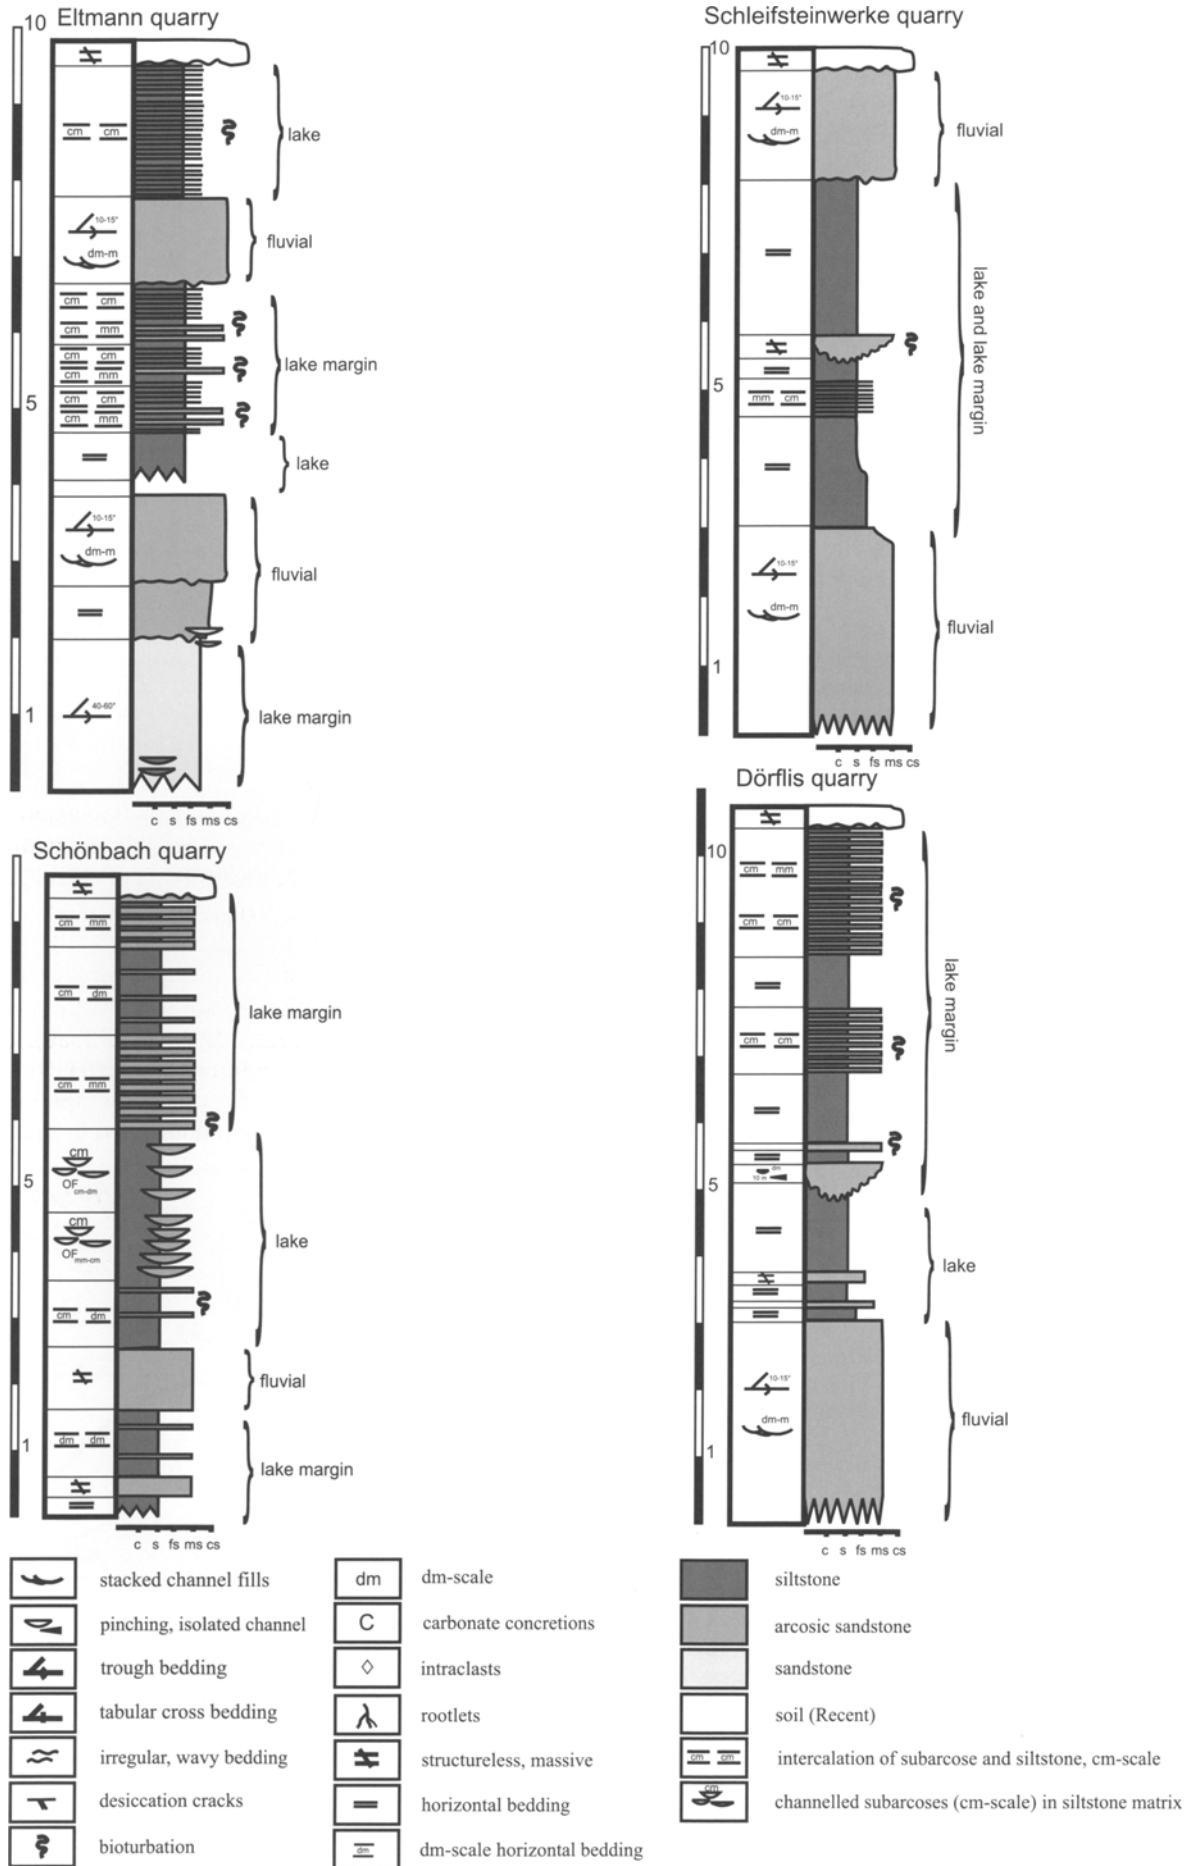 Eltmann quarry
10
cm cm
lake
10-15°
dm-m
fluvial
cm cm
cm mm
cm cm
cm mm
cm cm
cm mm
lake margin
5
lake
10-15°
dm-m
fluvial
40-60°
1
lake margin
c s fs ms cs
Schleifsteinwerke quarry
10
10-15°
dm-m
fluvial
lake and lake margin
5
mm cm
10-15°
dm-m
fluvial
1
c s fs ms cs
Schönbach quarry
cm mm
cm dm
lake margin
cm mm
cm
OF cm-dm
5
cm
OF mm-cm
lake
cm dm
fluvial
dm dm
1
lake margin
c s fs ms cs
Dörflis quarry
10
cm mm
cm cm
lake margin
cm cm
dm
10 m
5
lake
10-15°
dm-m
fluvial
1
c s fs ms cs
stacked channel fills
pinching, isolated channel
trough bedding
tabular cross bedding
irregular, wavy bedding
desiccation cracks
bioturbation
dm dm-scale
C carbonate concretions
intraclasts
rootlets
structureless, massive
horizontal bedding
dm dm-scale horizontal bedding
siltstone
arcosic sandstone
sandstone
soil (Recent)
cm cm intercalation of subarcose and siltstone, cm-scale
cm channelled subarcoses (cm-scale) in siltstone matrix